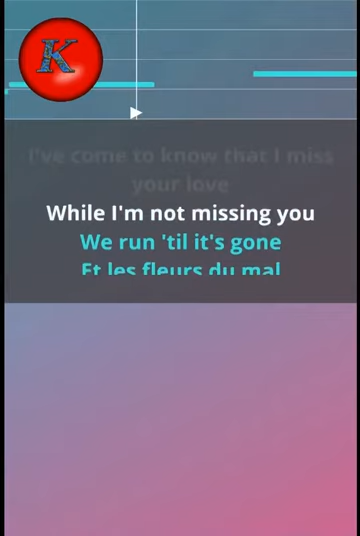 K
I've come to know that I miss
your love
While I'm not missing you
We run 'til it's gone
Et les fleurs du mal